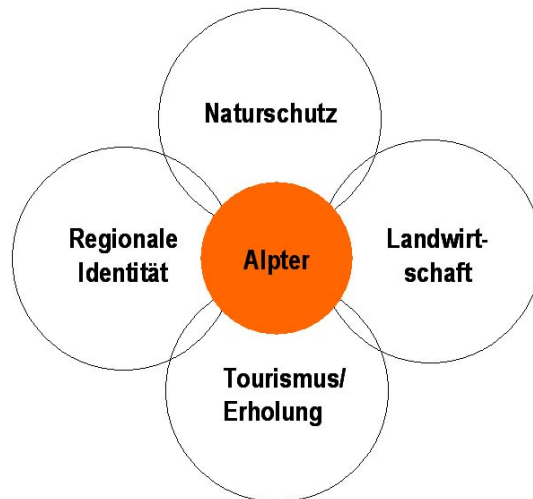 Naturschutz
Regionale
Identität
Alpter
Landwirt-
schaft
Tourismus/
Erholung